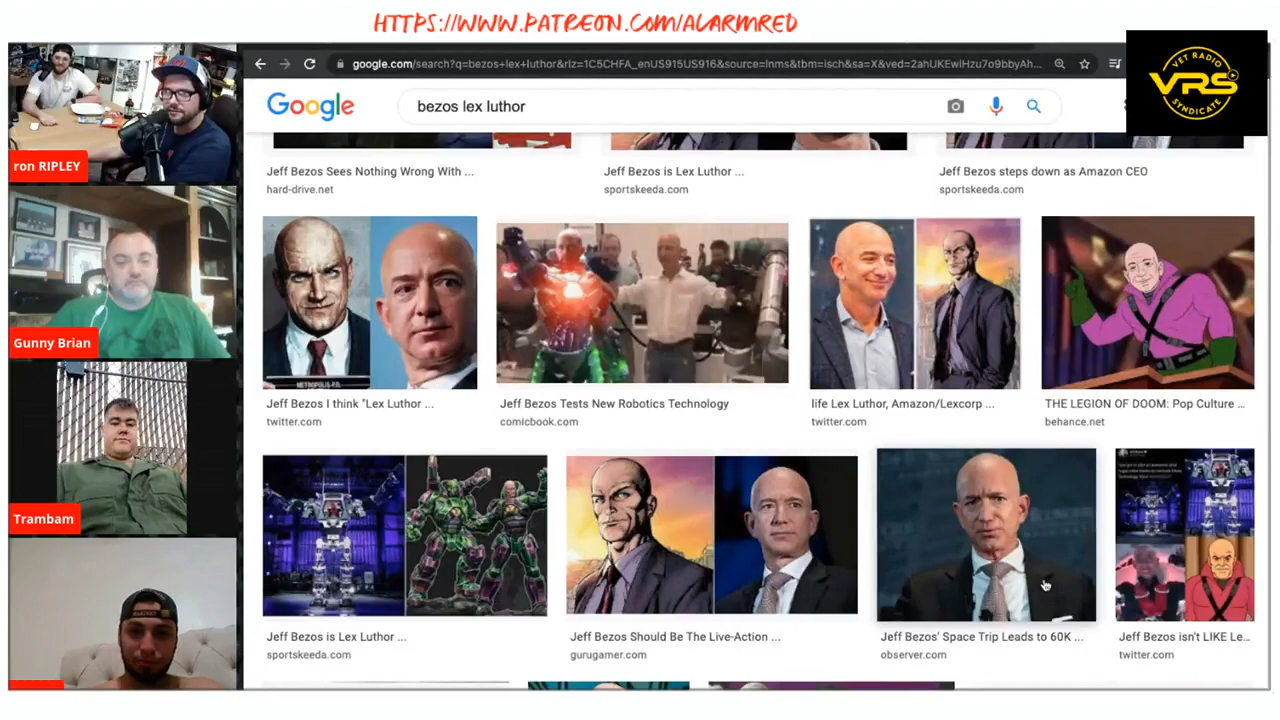 HTTPS://WWW.PATREON.COM/ALARMRED
google.com/search?q=bezos+lex+luthor&rlz=1C5CHFA_enUS915US916&source=lnms&tbm=isch&sa=X&ved=2ahUKEwiHzu7o9bbyAh...
VET RADIO
VRS
SYNDICATE
Google
bezos lex luthor
ron RIPLEY
Gunny Brian
Trambam
Jeff Bezos Sees Nothing Wrong With ...
hard-drive.net
Jeff Bezos is Lex Luthor ...
sportskeeda.com
Jeff Bezos steps down as Amazon CEO
sportskeeda.com
METROPOLIS P.D.
Jeff Bezos I think "Lex Luthor ...
twitter.com
Jeff Bezos Tests New Robotics Technology
comicbook.com
life Lex Luthor, Amazon/Lexcorp ...
twitter.com
THE LEGION OF DOOM: Pop Culture ...
behance.net
Jeff Bezos is Lex Luthor ...
sportskeeda.com
Jeff Bezos Should Be The Live-Action ...
gurugamer.com
Jeff Bezos' Space Trip Leads to 60K ...
observer.com
Jeff Bezos isn't LIKE Le...
twitter.com